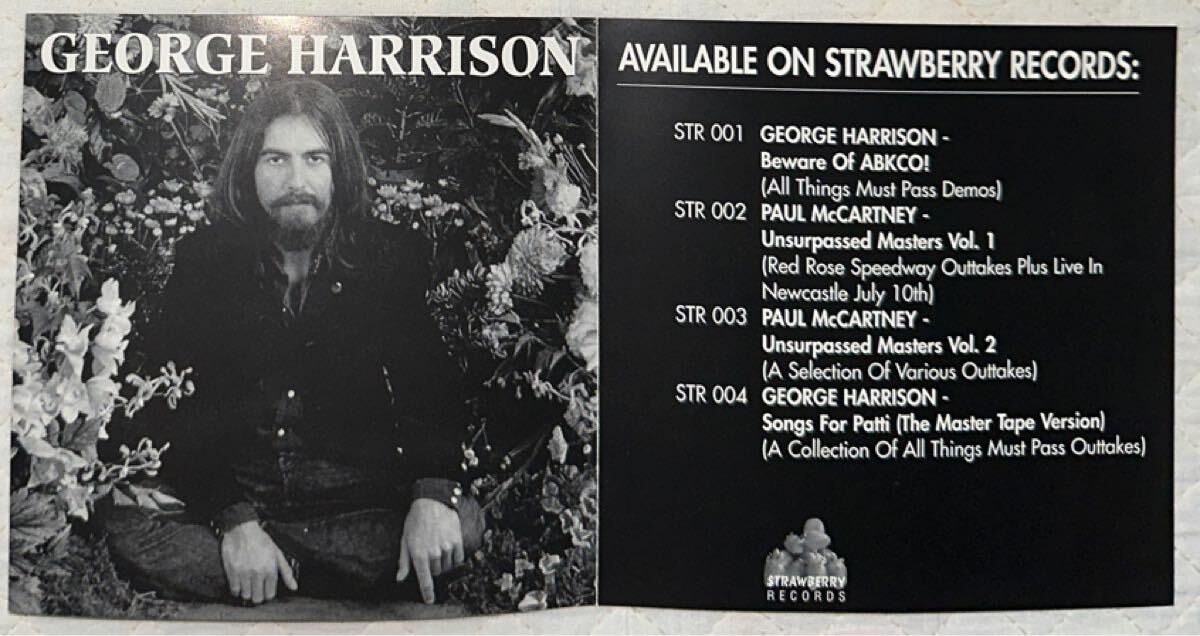 GEORGE HARRISON
AVAILABLE ON STRAWBERRY RECORDS:
STR 001 GEORGE HARRISON -
Beware Of ABKCO!
(All Things Must Pass Demos)
STR 002 PAUL McCARTNEY -
Unsurpassed Masters Vol. 1
(Red Rose Speedway Outtakes Plus Live In
Newcastle July 10th)
STR 003 PAUL McCARTNEY -
Unsurpassed Masters Vol. 2
(A Selection Of Various Outtakes)
STR 004 GEORGE HARRISON -
Songs For Patti (The Master Tape Version)
(A Collection Of All Things Must Pass Outtakes)
STRAWBERRY
RECORDS